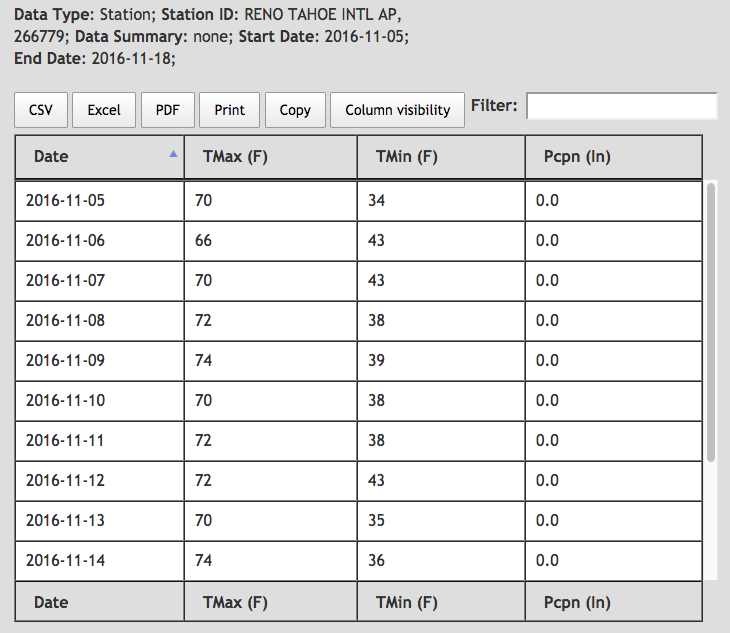 Data Type: Station; Station ID: RENO TAHOE INTL AP,
266779; Data Summary: none; Start Date: 2016-11-05;
End Date: 2016-11-18;
CSV Excel PDF Print Copy Column visibility Filter:
Date TMax (F) TMin (F) Pcpn (In)
2016-11-05 70 34 0.0
2016-11-06 66 43 0.0
2016-11-07 70 43 0.0
2016-11-08 72 38 0.0
2016-11-09 74 39 0.0
2016-11-10 70 38 0.0
2016-11-11 72 38 0.0
2016-11-12 72 43 0.0
2016-11-13 70 35 0.0
2016-11-14 74 36 0.0
Date TMax (F) TMin (F) Pcpn (In)